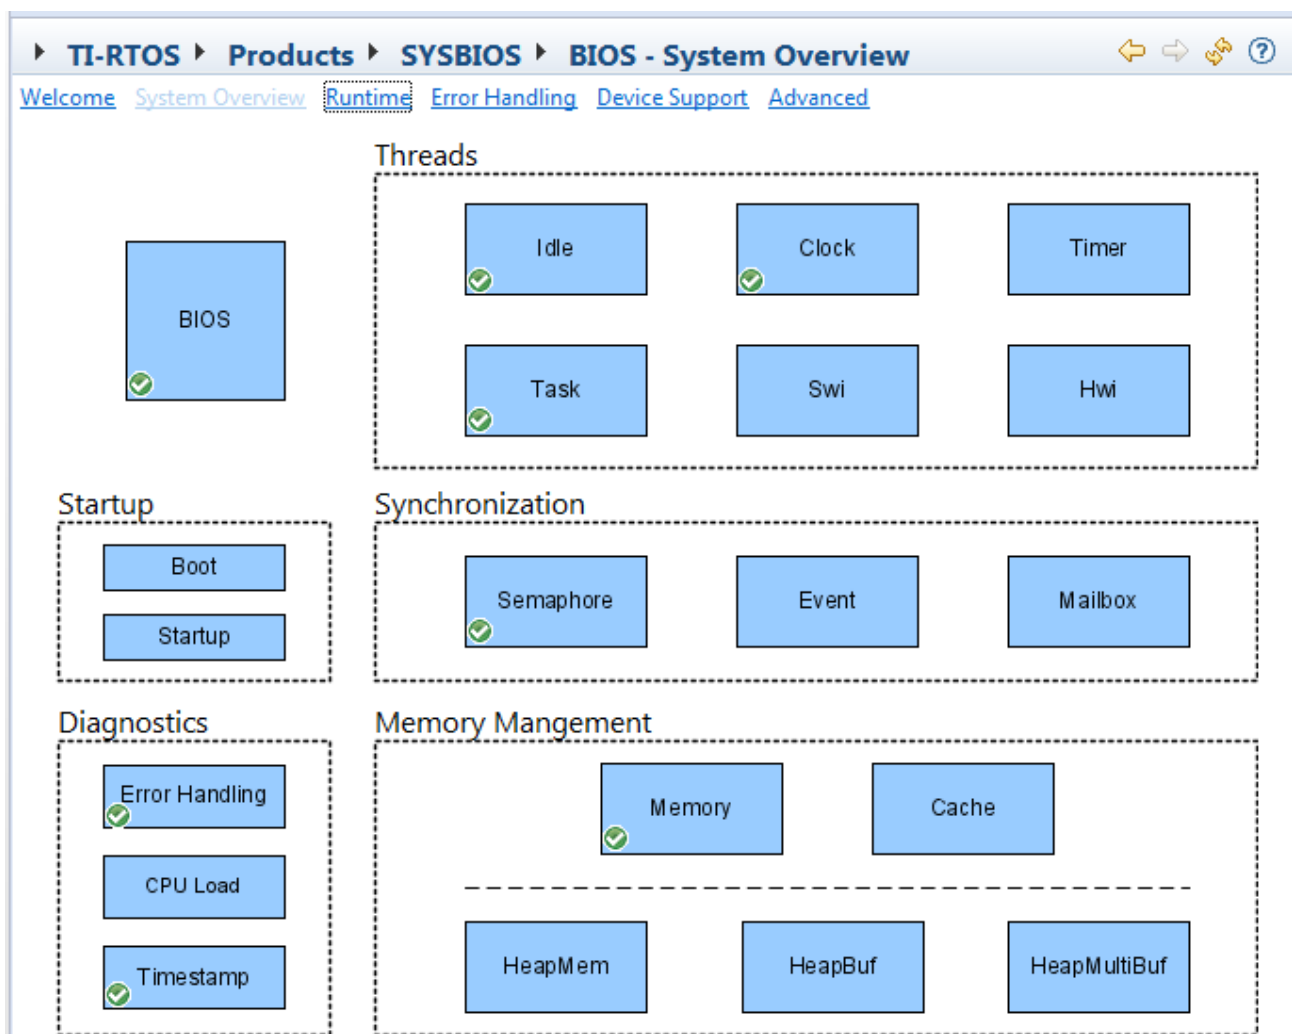 TI-RTOS Products SYSBIOS BIOS - System Overview
Welcome System Overview Runtime Error Handling Device Support Advanced
Threads
Idle Clock Timer
BIOS
Task Swi Hwi
Startup
Boot
Startup
Synchronization
Semaphore Event Mailbox
Diagnostics
Error Handling
CPU Load
Timestamp
Memory Mangement
Memory Cache
HeapMem HeapBuf HeapMultiBuf